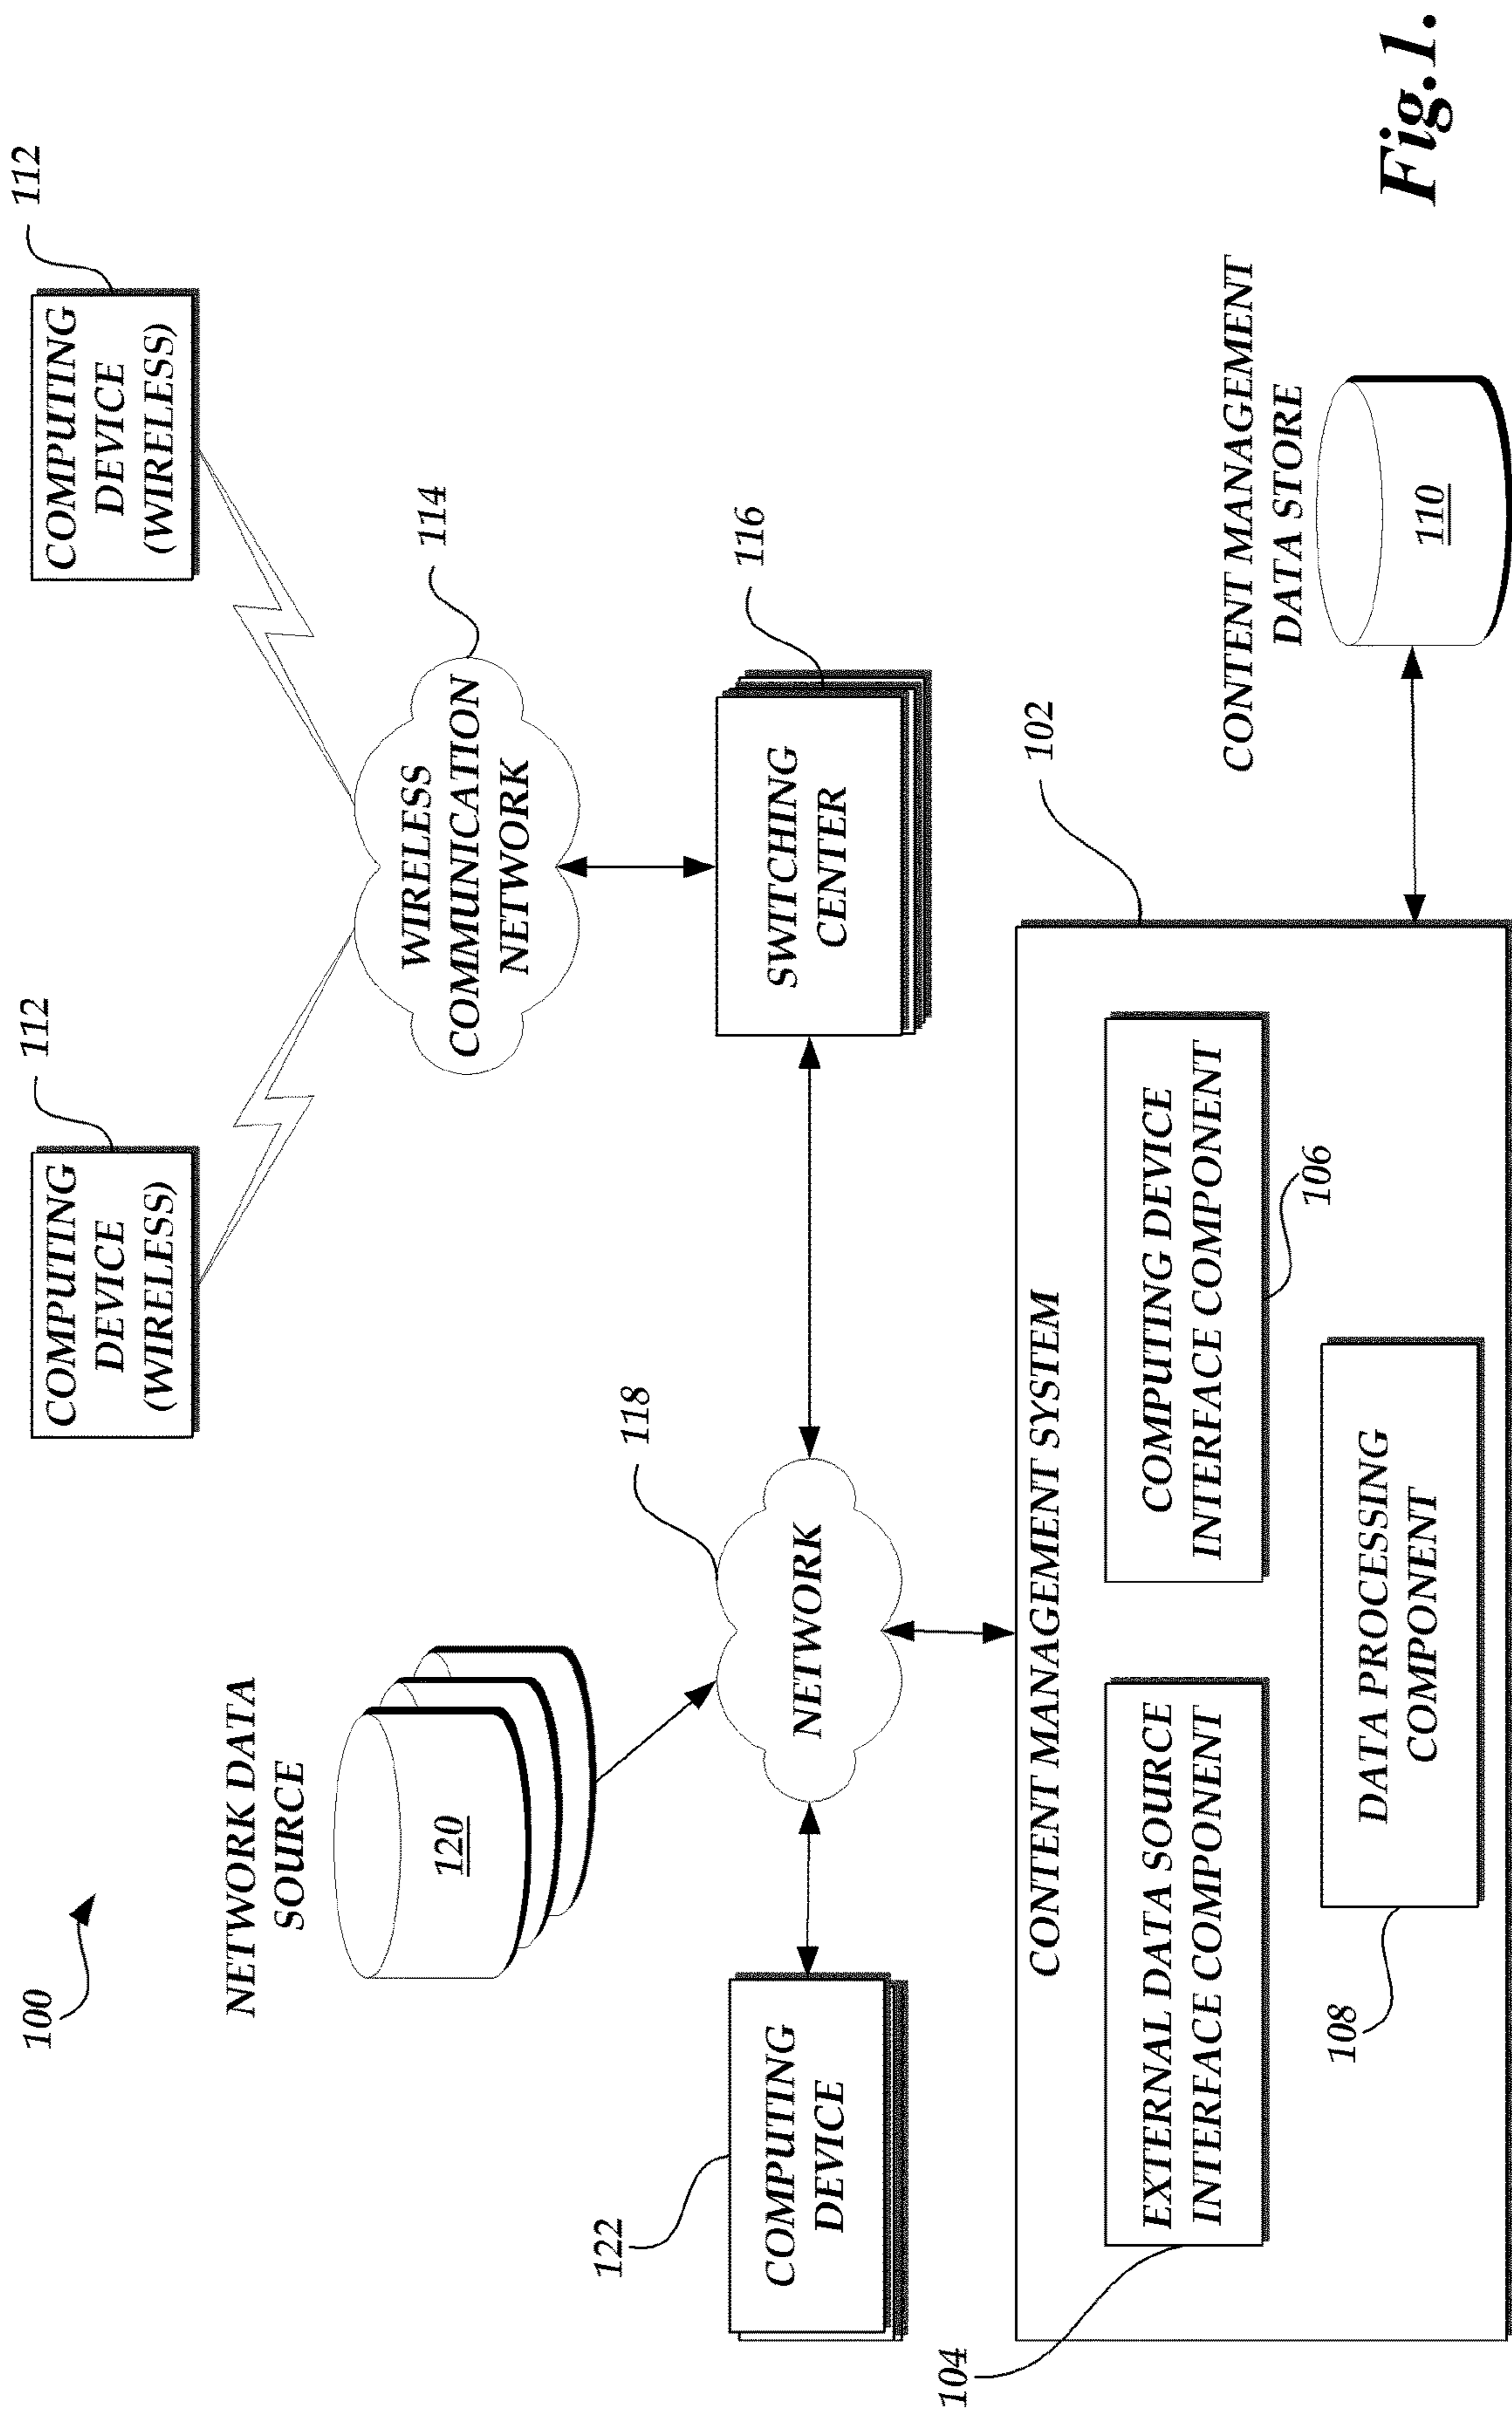 100
112
112
COMPUTING
DEVICE
(WIRELESS)
COMPUTING
DEVICE
(WIRELESS)
NETWORK DATA
SOURCE
120
118
114
WIRELESS
COMMUNICATION
NETWORK
122
COMPUTING
DEVICE
NETWORK
116
SWITCHING
CENTER
104
102
CONTENT MANAGEMENT SYSTEM
EXTERNAL DATA SOURCE
INTERFACE COMPONENT
COMPUTING DEVICE
INTERFACE COMPONENT
106
108
DATA PROCESSING
COMPONENT
CONTENT MANAGEMENT
DATA STORE
110
Fig.1.